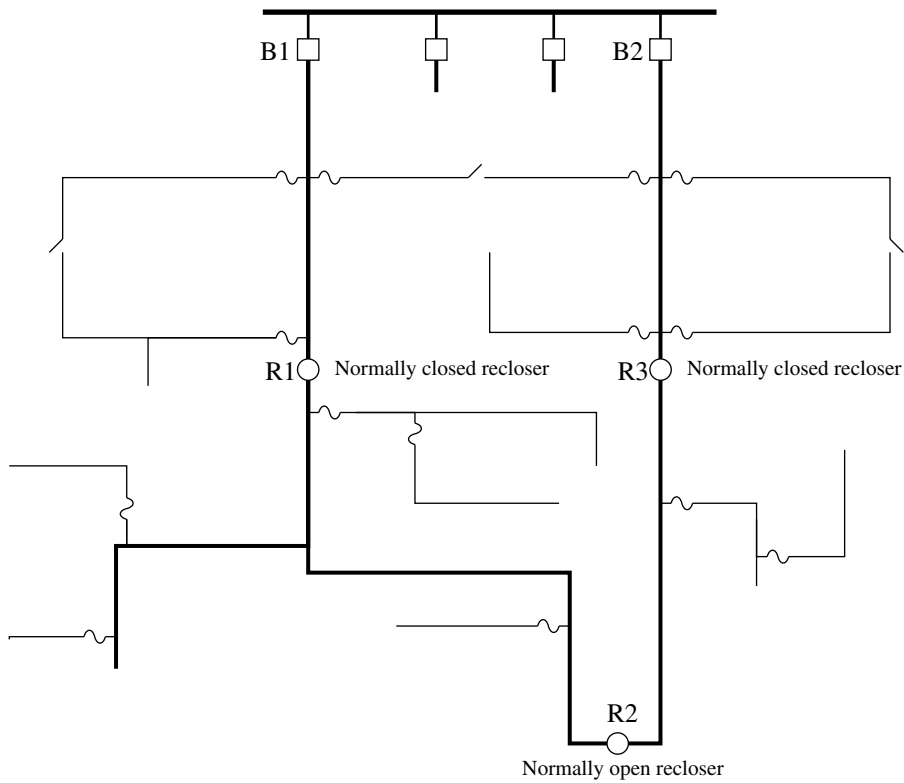 B1
B2
R1
Normally closed recloser
R3
Normally closed recloser
R2
Normally open recloser